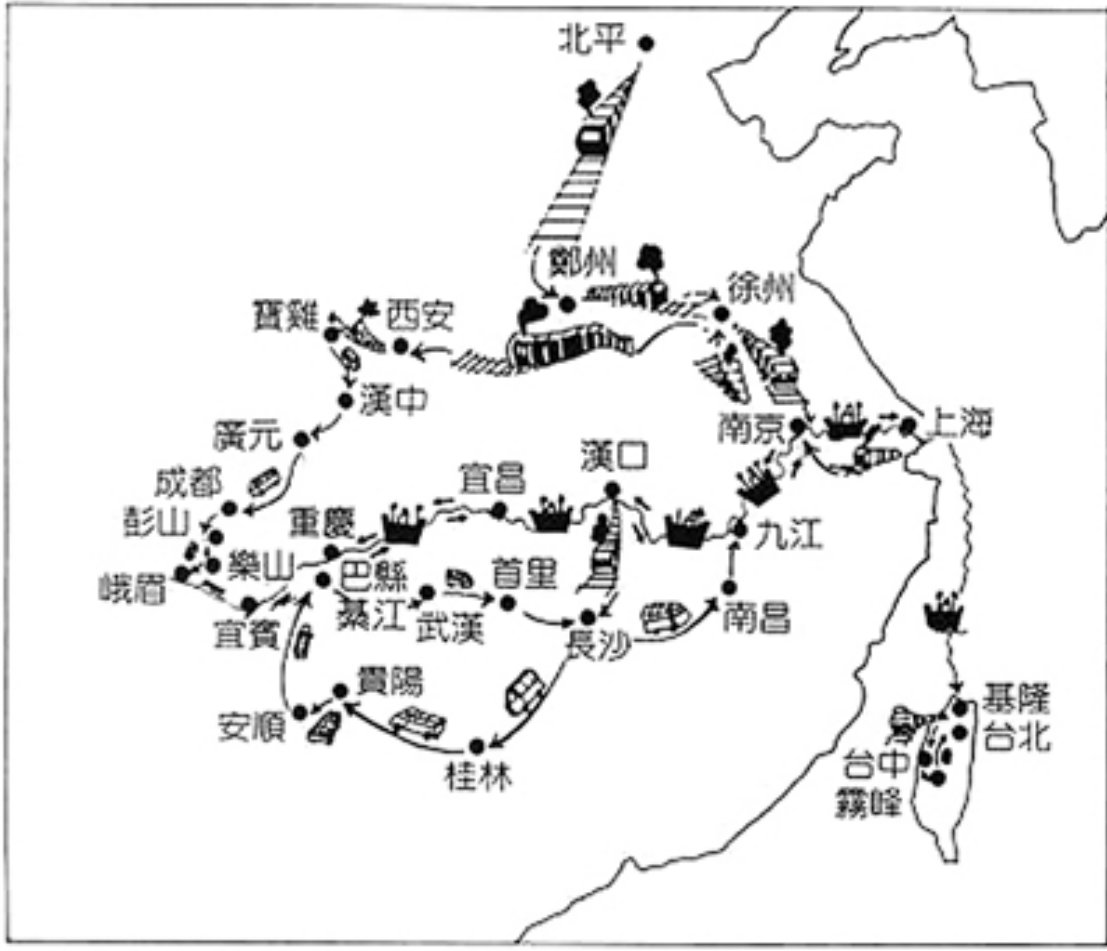 北平
鄭州
徐州
寶雞
西安
漢中
廣元
南京
上海
成都
彭山
重慶
宜昌
漢口
九江
峨眉
樂山
巴縣
首里
宜賓
綦江
武漢
長沙
南昌
貴陽
安順
桂林
基隆
台北
台中
霧峰